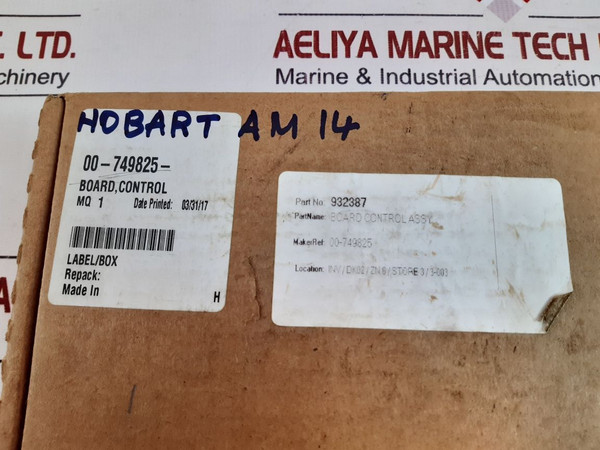 . LTD.
chinery
AELIYA MARINE TECH
Marine & Industrial Automation
HOBART AM 14
00-749825-
BOARD,CONTROL
MQ 1 Date Printed: 03/31/17
LABEL/BOX
Repack:
Made In
H
Part No: 932387
PartName: BOARD CONTROL ASSY
MakerRef: 00-749825
Location: